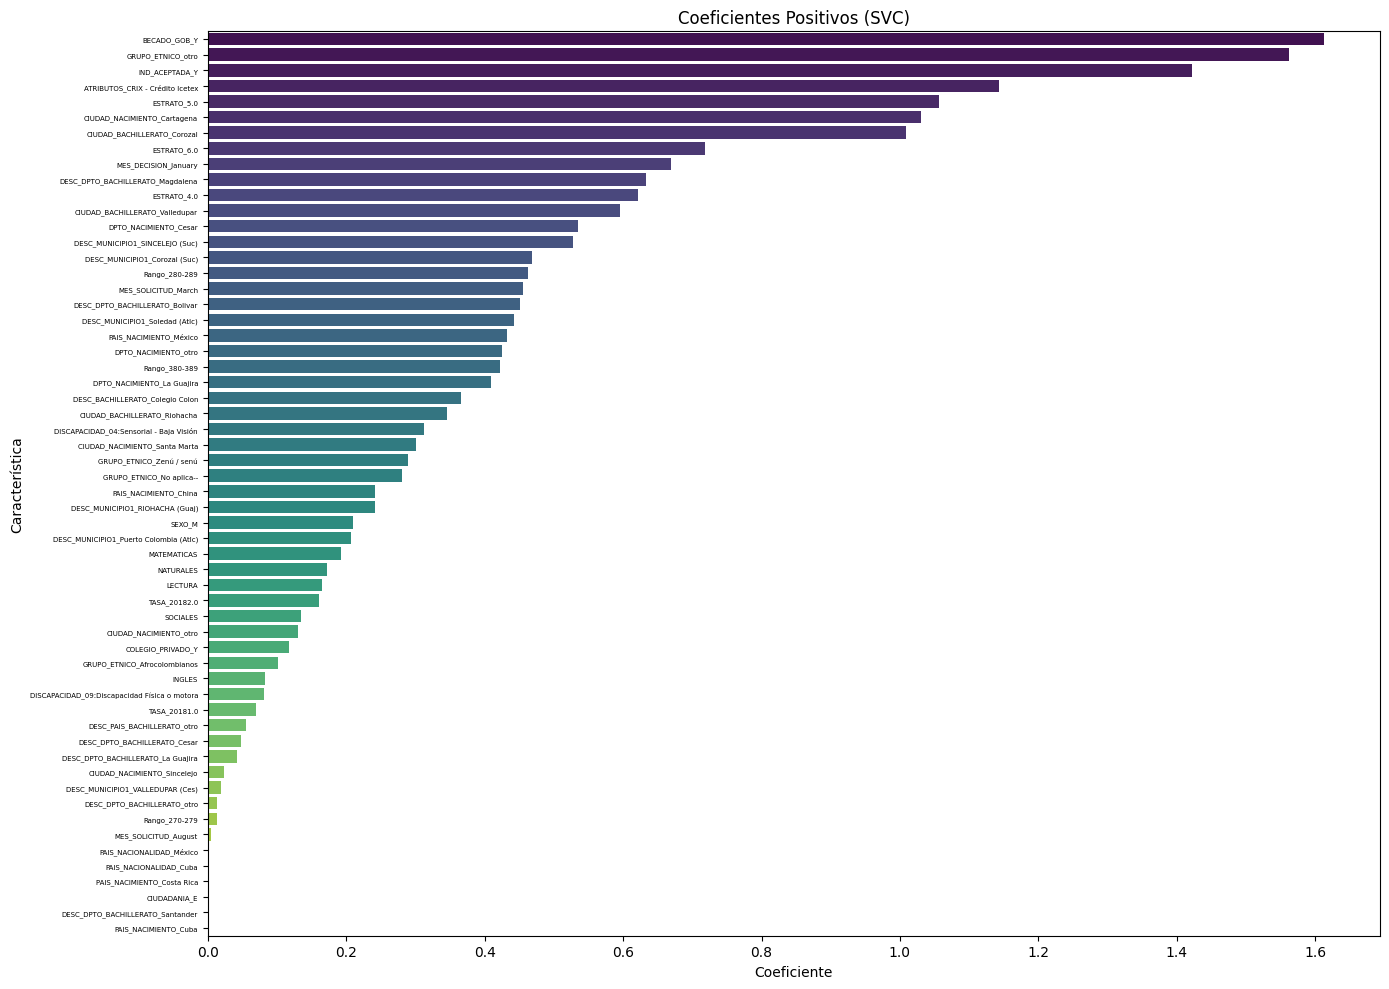 Coeficientes Positivos (SVC)
BECADO_GOB_Y
GRUPO_ETNICO_otro
IND_ACEPTADA_Y
ATRIBUTOS_CRIX - Crédito Icetex
ESTRATO_5.0
CIUDAD_NACIMIENTO_Cartagena
CIUDAD_BACHILLERATO_Corozal
ESTRATO_6.0
MES_DECISION_January
DESC_DPTO_BACHILLERATO_Magdalena
ESTRATO_4.0
CIUDAD_BACHILLERATO_Valledupar
DPTO_NACIMIENTO_Cesar
DESC_MUNICIPIO1_SINCELEJO (Suc)
DESC_MUNICIPIO1_Corozal (Suc)
Rango_280-289
MES_SOLICITUD_March
DESC_DPTO_BACHILLERATO_Bolivar
DESC_MUNICIPIO1_Soledad (Atlc)
PAIS_NACIMIENTO_México
DPTO_NACIMIENTO_otro
Rango_380-389
DPTO_NACIMIENTO_La Guajira
DESC_BACHILLERATO_Colegio Colon
CIUDAD_BACHILLERATO_Riohacha
DISCAPACIDAD_04:Sensorial - Baja Visión
CIUDAD_NACIMIENTO_Santa Marta
GRUPO_ETNICO_Zenú / senú
GRUPO_ETNICO_No aplica--
PAIS_NACIMIENTO_China
DESC_MUNICIPIO1_RIOHACHA (Guaj)
SEXO_M
DESC_MUNICIPIO1_Puerto Colombia (Atlc)
MATEMATICAS
NATURALES
LECTURA
TASA_20182.0
SOCIALES
CIUDAD_NACIMIENTO_otro
COLEGIO_PRIVADO_Y
GRUPO_ETNICO_Afrocolombianos
INGLES
DISCAPACIDAD_09:Discapacidad Física o motora
TASA_20181.0
DESC_PAIS_BACHILLERATO_otro
DESC_DPTO_BACHILLERATO_Cesar
DESC_DPTO_BACHILLERATO_La Guajira
CIUDAD_NACIMIENTO_Sincelejo
DESC_MUNICIPIO1_VALLEDUPAR (Ces)
DESC_DPTO_BACHILLERATO_otro
Rango_270-279
MES_SOLICITUD_August
PAIS_NACIONALIDAD_México
PAIS_NACIONALIDAD_Cuba
PAIS_NACIMIENTO_Costa Rica
CIUDADANIA_E
DESC_DPTO_BACHILLERATO_Santander
PAIS_NACIMIENTO_Cuba
Característica
0.0 0.2 0.4 0.6 0.8 1.0 1.2 1.4 1.6
Coeficiente